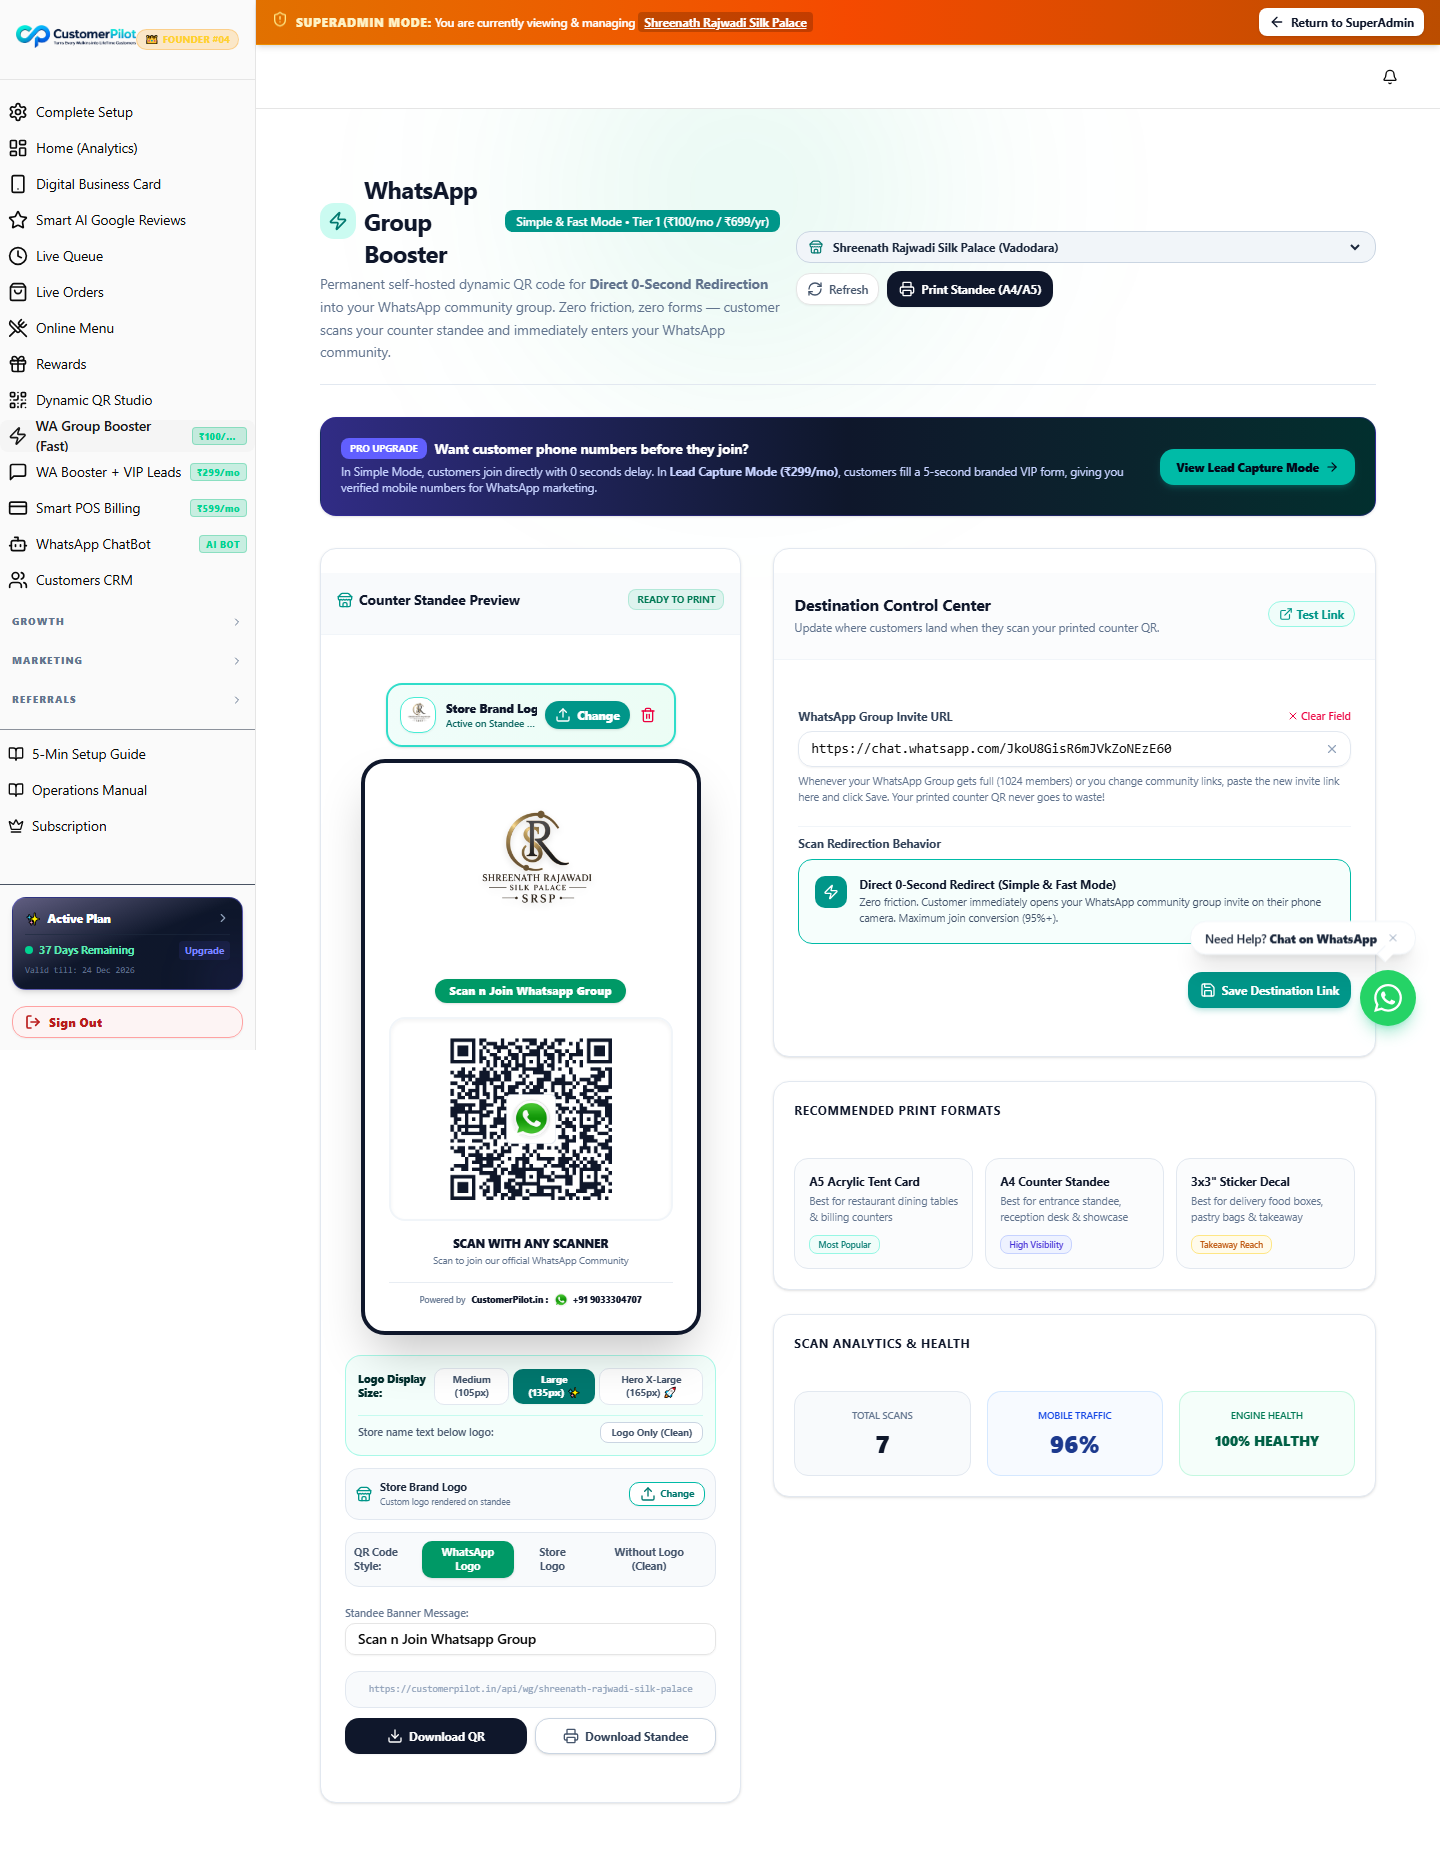 CustomerPilot
FOUNDER #04
SUPERADMIN MODE: You are currently viewing & managing Shreenath Rajwadi Silk Palace
Return to SuperAdmin
Complete Setup
Home (Analytics)
Digital Business Card
Smart AI Google Reviews
Live Queue
Live Orders
Online Menu
Rewards
Dynamic QR Studio
WA Group Booster (Fast)
₹100/...
WA Booster + VIP Leads
₹299/mo
Smart POS Billing
₹599/mo
WhatsApp ChatBot
AI BOT
Customers CRM
GROWTH
MARKETING
REFERRALS
5-Min Setup Guide
Operations Manual
Subscription
Active Plan
37 Days Remaining
Upgrade
Valid till: 24 Dec 2026
Sign Out
WhatsApp
Group
Booster
Simple & Fast Mode • Tier 1 (₹100/mo / ₹699/yr)
Permanent self-hosted dynamic QR code for Direct 0-Second Redirection
into your WhatsApp community group. Zero friction, zero forms — customer
scans your counter standee and immediately enters your WhatsApp
community.
Shreenath Rajwadi Silk Palace (Vadodara)
Refresh
Print Standee (A4/A5)
PRO UPGRADE
Want customer phone numbers before they join?
In Simple Mode, customers join directly with 0 seconds delay. In Lead Capture Mode (₹299/mo), customers fill a 5-second branded VIP form, giving you
verified mobile numbers for WhatsApp marketing.
View Lead Capture Mode
Counter Standee Preview
READY TO PRINT
Store Brand Log
Active on Standee ...
Change
SHREENATH RAJAWADI
SILK PALACE
SRSP
Scan n Join Whatsapp Group
SCAN WITH ANY SCANNER
Scan to join our official WhatsApp Community
Powered by CustomerPilot.in : +91 9033304707
Logo Display
Size:
Medium
(105px)
Large
(135px)
Hero X-Large
(165px)
Store name text below logo:
Logo Only (Clean)
Store Brand Logo
Custom logo rendered on standee
Change
QR Code
Style:
WhatsApp
Logo
Store
Logo
Without Logo
(Clean)
Standee Banner Message:
Scan n Join Whatsapp Group
https://customerpilot.in/api/wg/shreenath-rajwadi-silk-palace
Download QR
Download Standee
Destination Control Center
Update where customers land when they scan your printed counter QR.
Test Link
WhatsApp Group Invite URL
Clear Field
https://chat.whatsapp.com/JkoU8GisR6mJVkZoNEzE60
Whenever your WhatsApp Group gets full (1024 members) or you change community links, paste the new invite link
here and click Save. Your printed counter QR never goes to waste!
Scan Redirection Behavior
Direct 0-Second Redirect (Simple & Fast Mode)
Zero friction. Customer immediately opens your WhatsApp community group invite on their phone
camera. Maximum join conversion (95%+).
Need Help? Chat on WhatsApp
Save Destination Link
RECOMMENDED PRINT FORMATS
A5 Acrylic Tent Card
Best for restaurant dining tables
& billing counters
Most Popular
A4 Counter Standee
Best for entrance standee,
reception desk & showcase
High Visibility
3x3" Sticker Decal
Best for delivery food boxes,
pastry bags & takeaway
Takeaway Reach
SCAN ANALYTICS & HEALTH
TOTAL SCANS
7
MOBILE TRAFFIC
96%
ENGINE HEALTH
100% HEALTHY